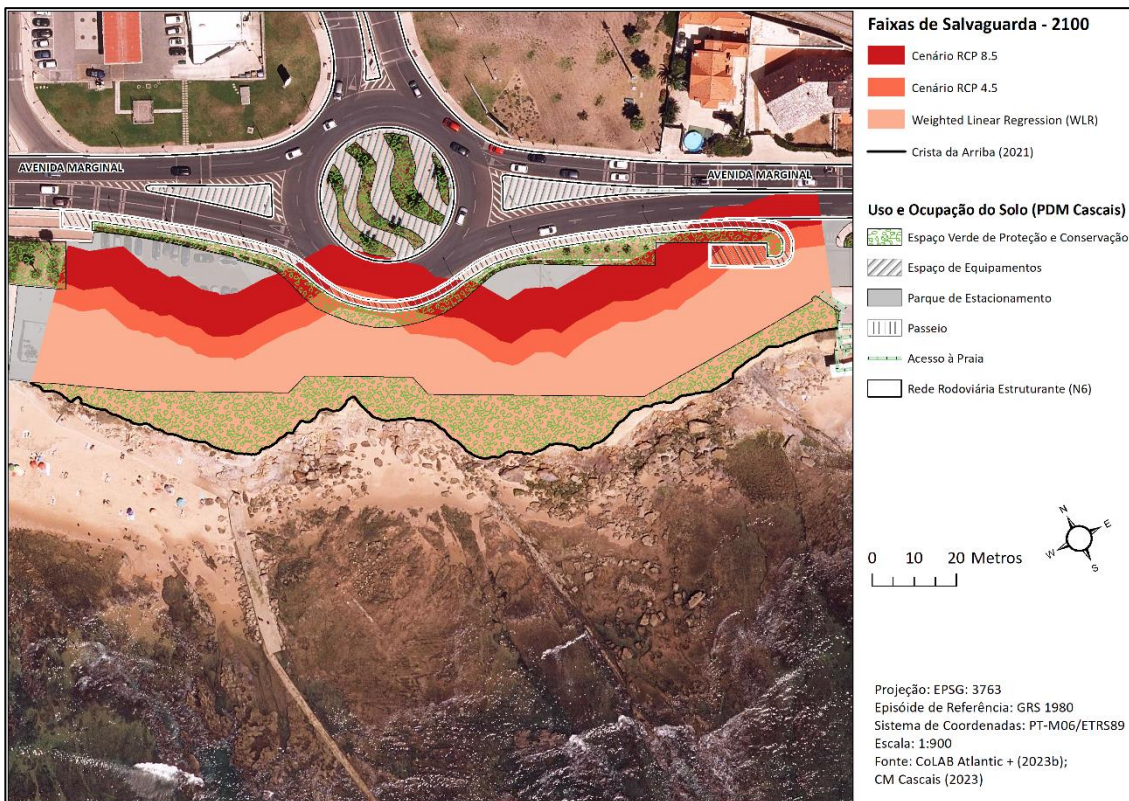 Faixas de Salvaguarda - 2100
Cenário RCP 8.5
Cenário RCP 4.5
Weighted Linear Regression (WLR)
Crista da Arriba (2021)
Uso e Ocupação do Solo (PDM Cascais)
Espaço Verde de Proteção e Conservação
Espaço de Equipamentos
Parque de Estacionamento
Passeio
Acesso à Praia
Rede Rodoviária Estruturante (N6)
AVENIDA MARGINAL
AVENIDA MARGINAL
N
E
W
S
0 10 20 Metros
Projeção: EPSG: 3763
Episóide de Referência: GRS 1980
Sistema de Coordenadas: PT-M06/ETRS89
Escala: 1:900
Fonte: CoLAB Atlantic + (2023b);
CM Cascais (2023)